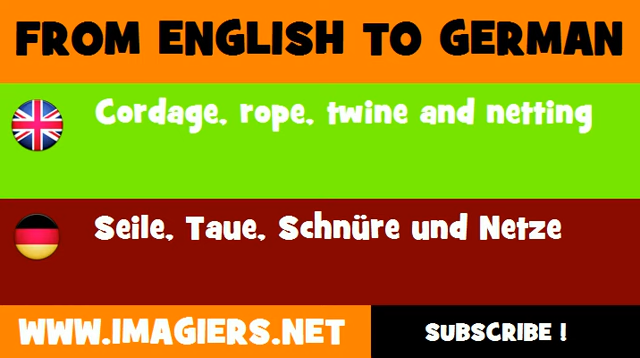 FROM ENGLISH TO GERMAN
Cordage, rope, twine and netting
Seile, Taue, Schnüre und Netze
WWW.IMAGIERS.NET
SUBSCRIBE !